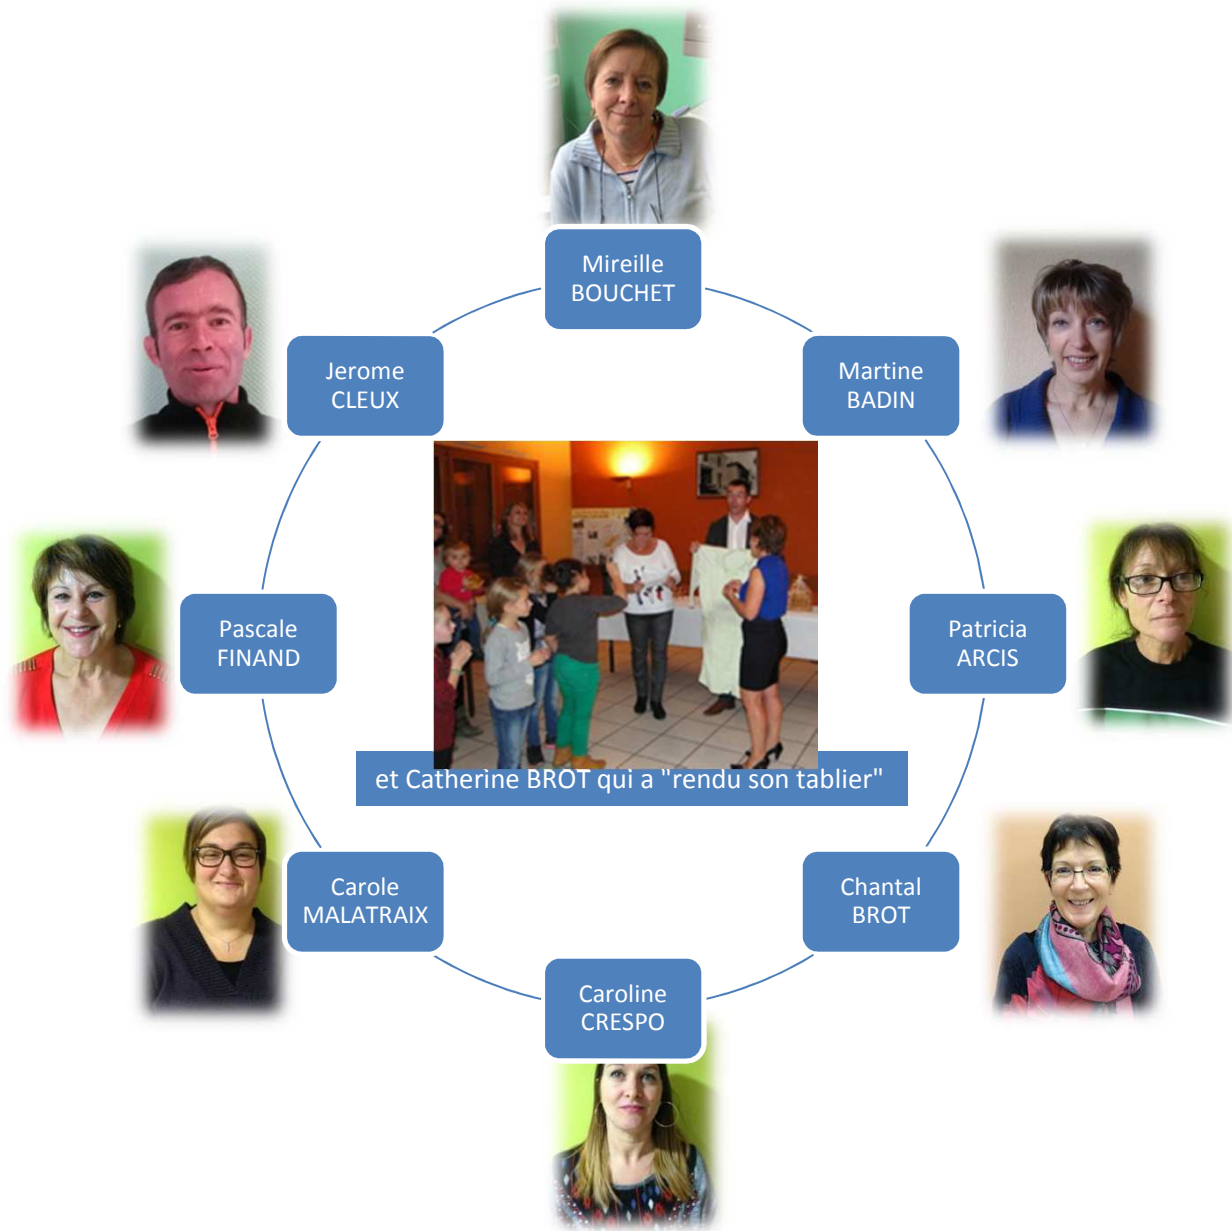 Mireille
BOUCHET
Jerome
CLEUX
Martine
BADIN
Pascale
FINAND
Patricia
ARCIS
et Catherine BROT qui a "rendu son tablier"
Carole
MALATRAIX
Chantal
BROT
Caroline
CRESPO